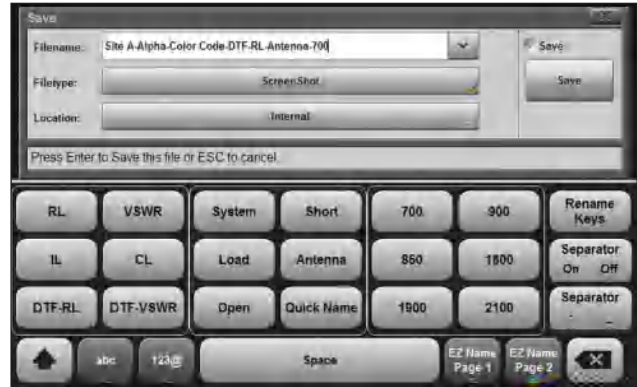 Save
Filename: Site A-Alpha-Color Code-DTF-RL-Antenna-700
Save
Filetype: ScreenShot
Save
Location: Internal
Press Enter to Save this file or ESC to cancel.
RL VSWR System Short 700 900 Rename Keys
IL CL Load Antenna 850 1800 Separator On Off
DTF-RL DTF-VSWR Open Quick Name 1900 2100 Separator - _
abc 123@ Space EZ Name Page 1 EZ Name Page 2